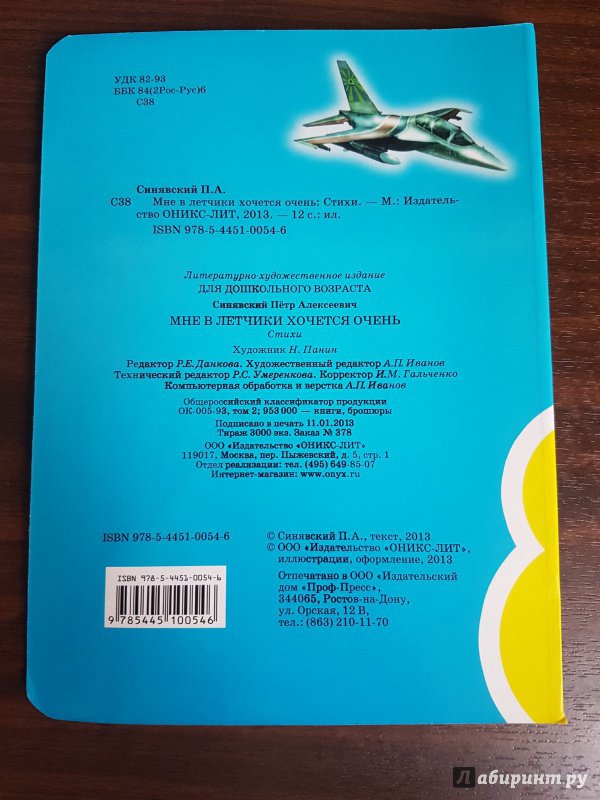 УДК 82-93
ББК 84(2Рос-Рус)6
С38
Синявский П.А.
С38 Мне в летчики хочется очень: Стихи. — М.: Издатель-
ство ОНИКС-ЛИТ, 2013. — 12 с.: ил.
ISBN 978-5-4451-0054-6
Литературно-художественное издание
ДЛЯ ДОШКОЛЬНОГО ВОЗРАСТА
Синявский Пётр Алексеевич
МНЕ В ЛЕТЧИКИ ХОЧЕТСЯ ОЧЕНЬ
Стихи
Художник Н. Панин
Редактор Р.Е. Данкова. Художественный редактор А.П. Иванов
Технический редактор Р.С. Умеренкова. Корректор И.М. Гальченко
Компьютерная обработка и верстка А.П. Иванов
Общероссийский классификатор продукции
ОК-005-93, том 2; 953 000 — книги, брошюры
Подписано в печать 11.01.2013
Тираж 3000 экз. Заказ № 378
ООО «Издательство «ОНИКС-ЛИТ»
119017, Москва, пер. Пыжевский, д. 5, стр. 1
Отдел реализации: тел. (495) 649-85-07
Интернет-магазин: www.onyx.ru
ISBN 978-5-4451-0054-6
© Синявский П.А., текст, 2013
© ООО «Издательство «ОНИКС-ЛИТ»,
иллюстрации, оформление, 2013
Отпечатано в ООО «Издательский
дом «Проф-Пресс»,
344065, Ростов-на-Дону,
ул. Орская, 12 В,
тел.: (863) 210-11-70
ISBN 978-5-4451-0054-6
9 785445 100546
Лабиринт.ру